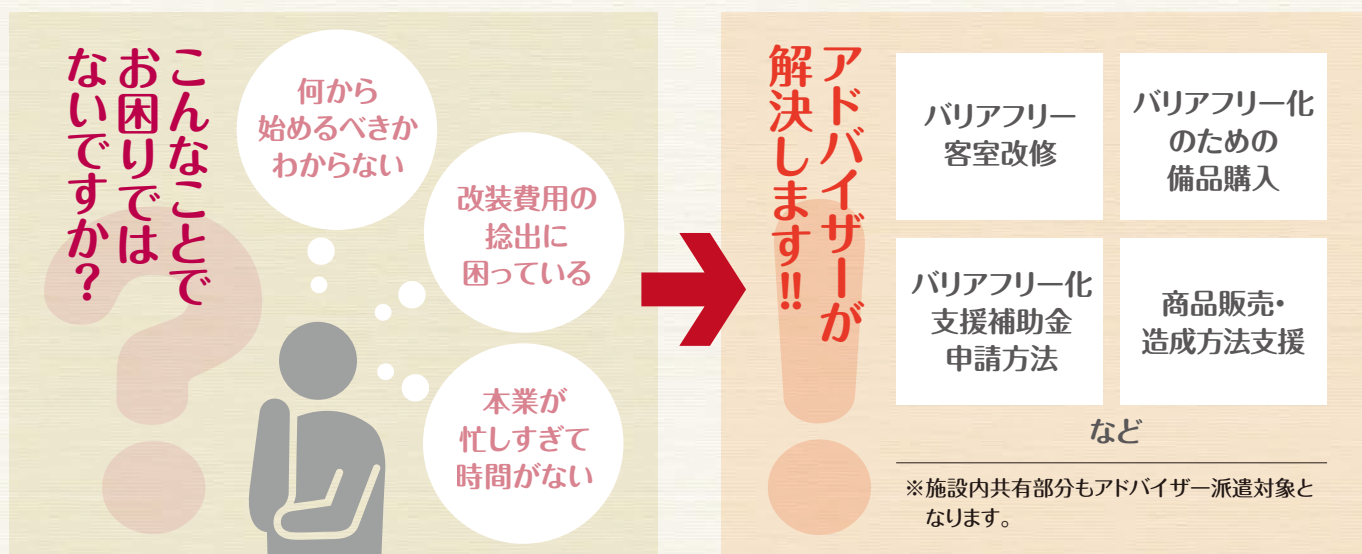 こんなことで
お困りでは
ないですか？
何から
始めるべきか
わからない
改装費用の
捻出に
困っている
本業が
忙しすぎて
時間がない
アドバイザーが
解決します!!
バリアフリー
客室改修
バリアフリー化
のための
備品購入
バリアフリー化
支援補助金
申請方法
商品販売・
造成方法支援
など
※施設内共有部分もアドバイザー派遣対象と
なります。